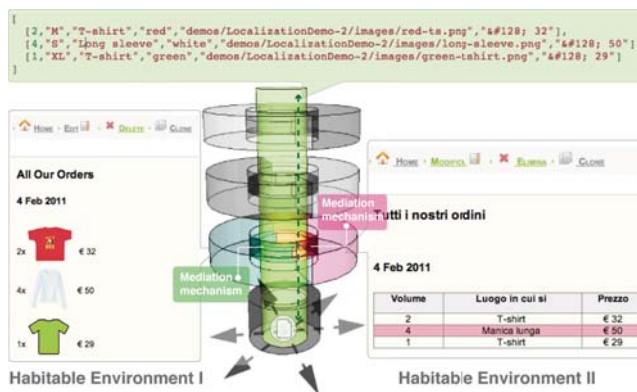 [
[2,"M","T-shirt","red","demos/LocalizationDemo-2/images/red-ts.png","&#128; 32"],
[4,"S","Long sleeve","white","demos/LocalizationDemo-2/images/long-sleeve.png","&#128; 50"]
[1,"XL","T-shirt","green","demos/LocalizationDemo-2/images/green-tshirt.png","&#128; 29"]
]
Home · Edit · Delete · Clone
All Our Orders
4 Feb 2011
2x € 32
4x € 50
1x € 29
Habitable Environment I
Mediation mechanism
Mediation mechanism
Home · Modifica · Elimina · Clone
Tutti i nostri ordini
4 Feb 2011
Volume Luogo in cui si Prezzo
2 T-shirt € 32
4 Manica lunga € 50
1 T-shirt € 29
Habitable Environment II